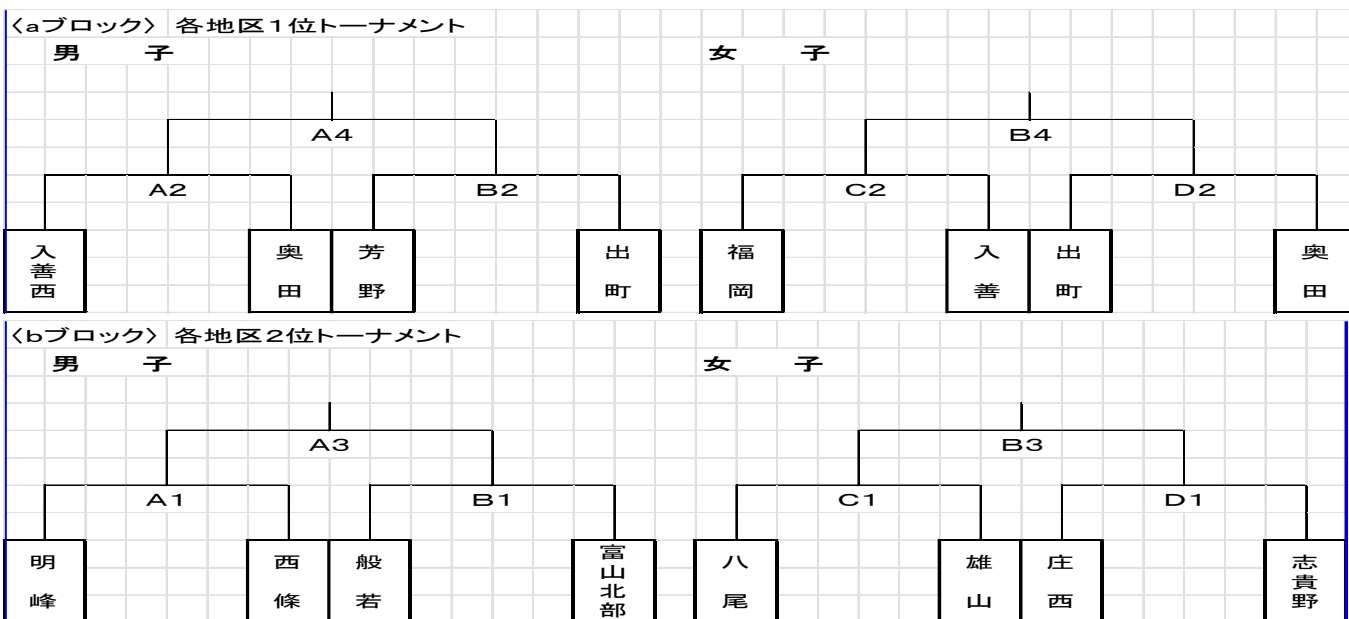 〈aブロック〉 各地区1位トーナメント
男　子
女　子
A4
B4
A2
B2
C2
D2
入善西
奥田
芳野
出町
福岡
入善
出町
奥田
〈bブロック〉 各地区2位トーナメント
男　子
女　子
A3
B3
A1
B1
C1
D1
明峰
西條
般若
富山北部
八尾
雄山
庄西
志貴野